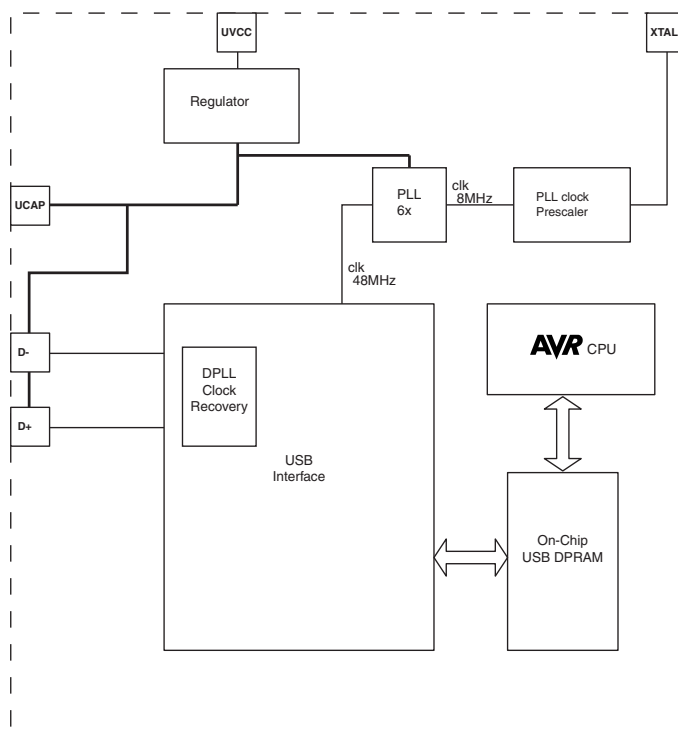 UVCC
XTAL
Regulator
UCAP
PLL
6x
clk
8MHz
PLL clock
Prescaler
clk
48MHz
D-
D+
DPLL
Clock
Recovery
USB
Interface
AVR CPU
On-Chip
USB DPRAM